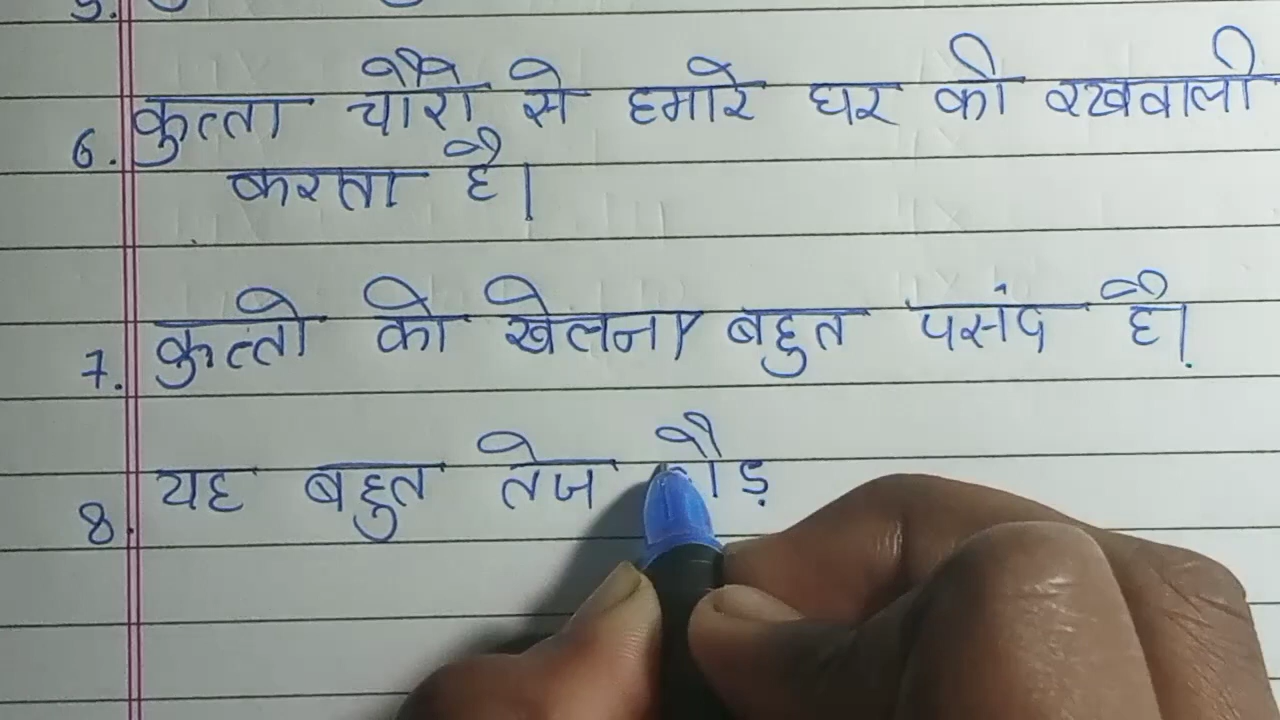 6. कुत्ता चोरों से हमारे घर की रखवाली
करता है।
7. कुत्तो को खेलना बहुत पसंद है।
8. यह बहुत तेज दौड़